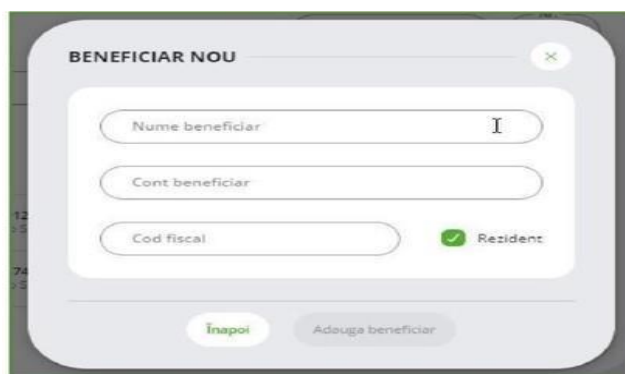 BENEFICIAR NOU
Nume beneficiar
Cont beneficiar
Cod fiscal
Rezident
Înapoi
Adauga beneficiar